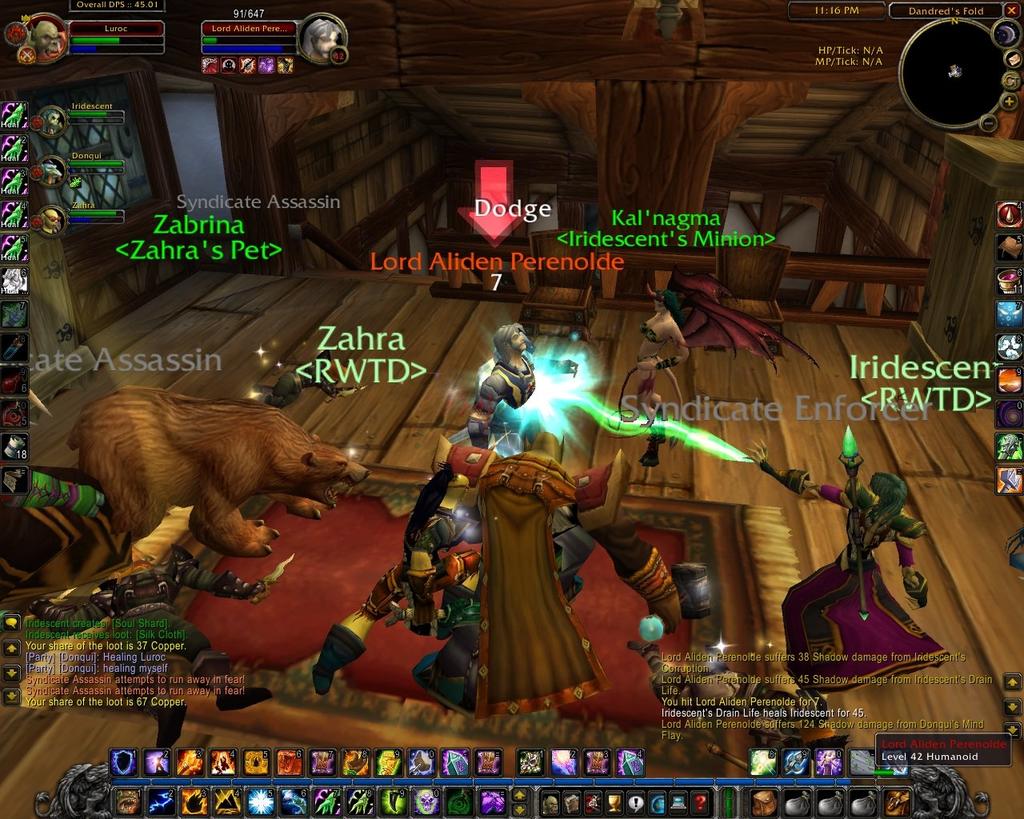 Overall DPS :: 45.01
Luroc
91/647
Lord Aliden Pere...
42
11:16 PM
Dandred's Fold
N
HP/Tick: N/A
MP/Tick: N/A
Iridescent
Donqui
Zahra
Syndicate Assassin
Zabrina
<Zahra's Pet>
Dodge
Kal'nagma
<Iridescent's Minion>
Lord Aliden Perenolde
7
Zahra
<RWTD>
cate Assassin
Iridescen
<RWTD>
Syndicate Enforcer
18
Iridescent creates: [Soul Shard].
Iridescent receives loot: [Silk Cloth].
Your share of the loot is 37 Copper.
[Party] [Donqui]: Healing Luroc
[Party] [Donqui]: healing myself
Syndicate Assassin attempts to run away in fear!
Syndicate Assassin attempts to run away in fear!
Your share of the loot is 67 Copper.
Lord Aliden Perenolde suffers 38 Shadow damage from Iridescent's
Corruption.
Lord Aliden Perenolde suffers 45 Shadow damage from Iridescent's Drain
Life.
You hit Lord Aliden Perenolde for 7.
Iridescent's Drain Life heals Iridescent for 45.
Lord Aliden Perenolde suffers 124 Shadow damage from Donqui's Mind
Flay.
Lord Aliden Perenolde
Level 42 Humanoid